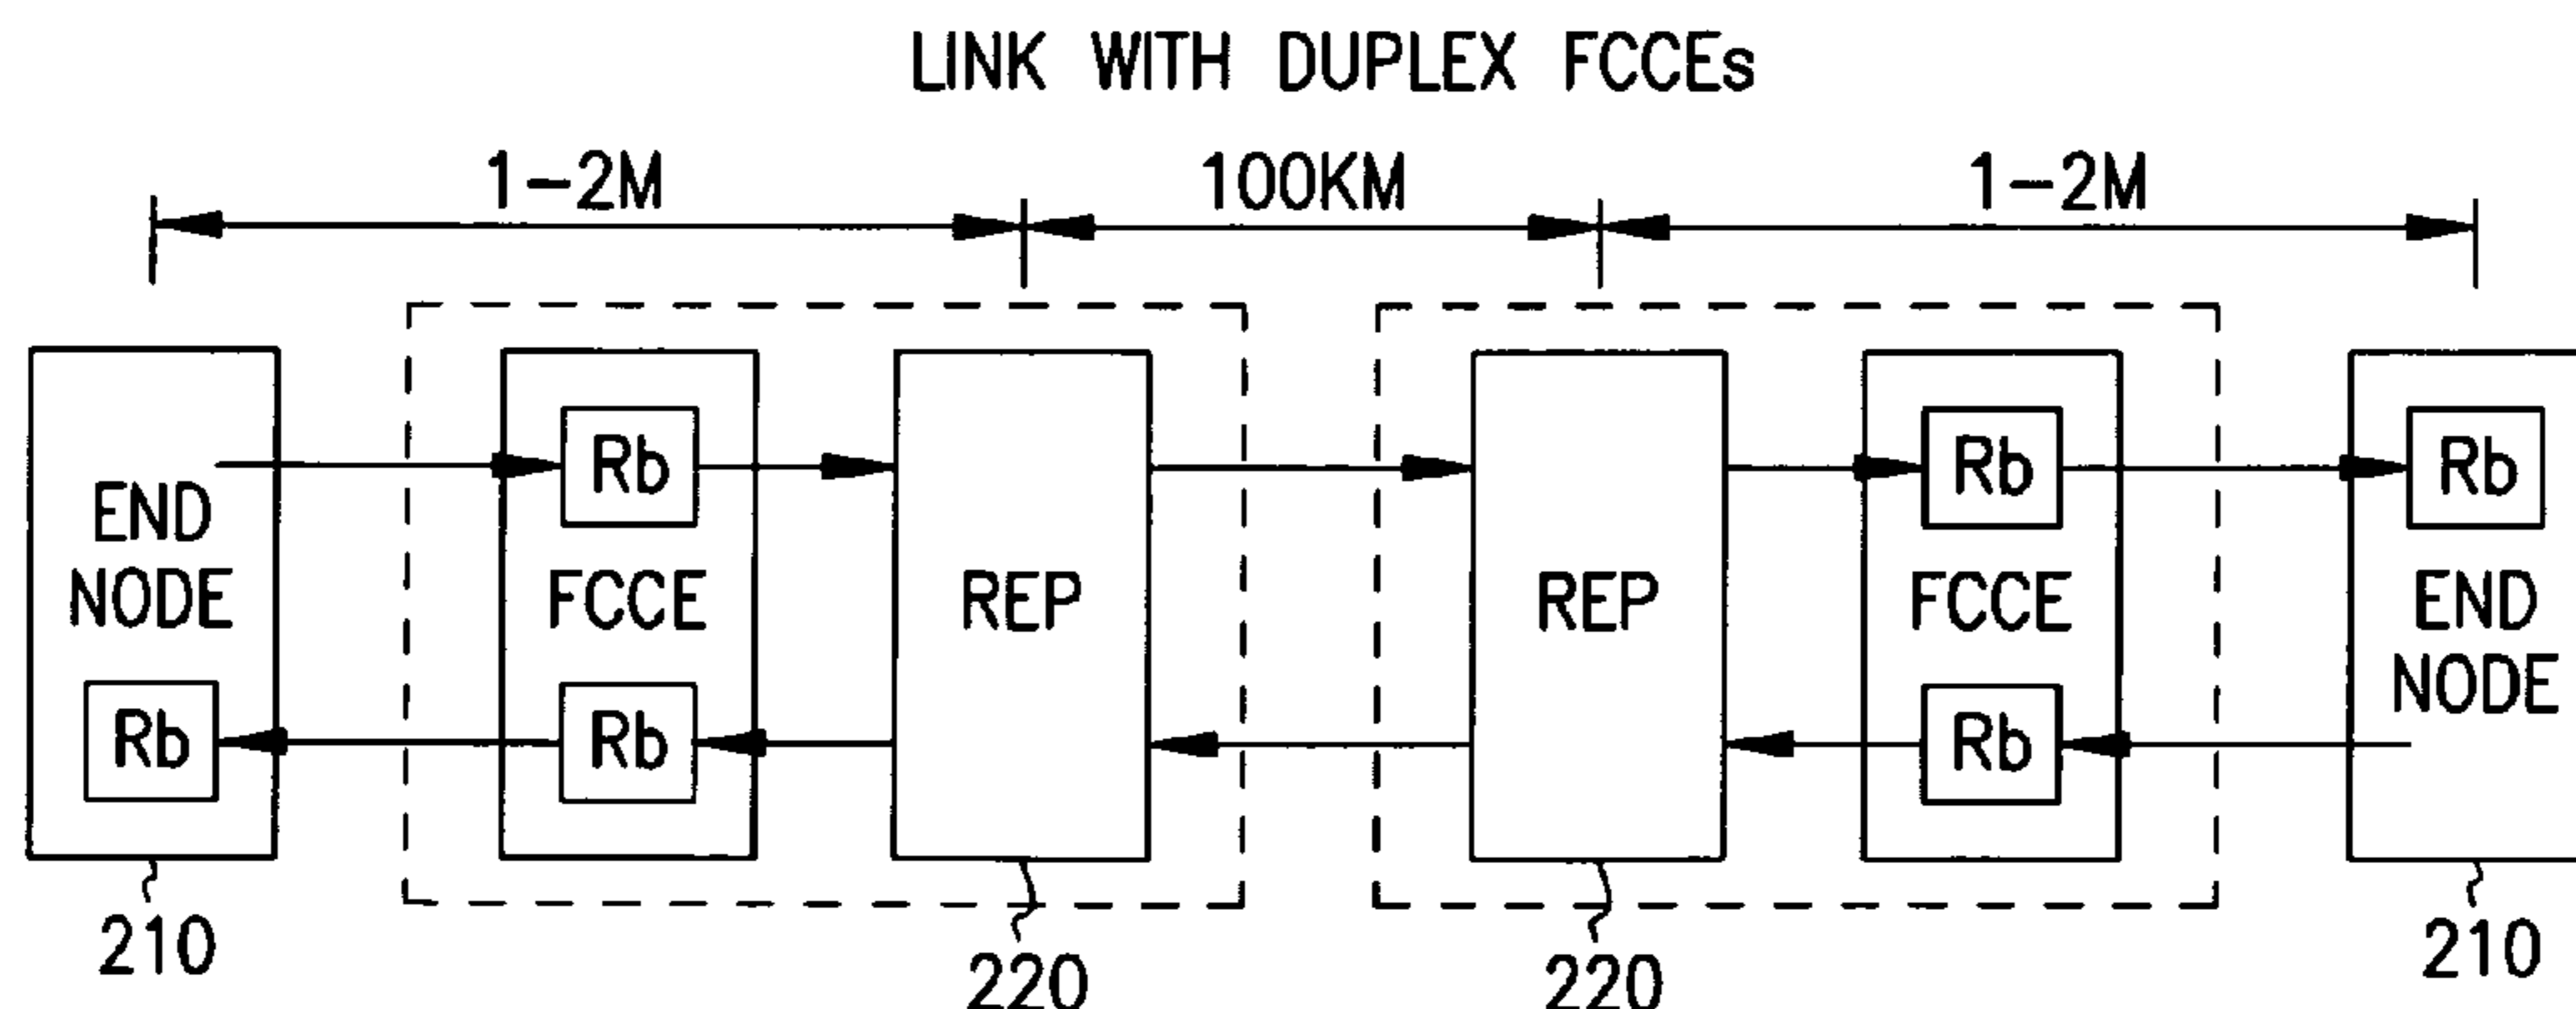 LINK WITH DUPLEX FCCEs
1-2M
100KM
1-2M
END
NODE
Rb
Rb
FCCE
Rb
REP
REP
Rb
FCCE
Rb
Rb
END
NODE
210
220
220
210